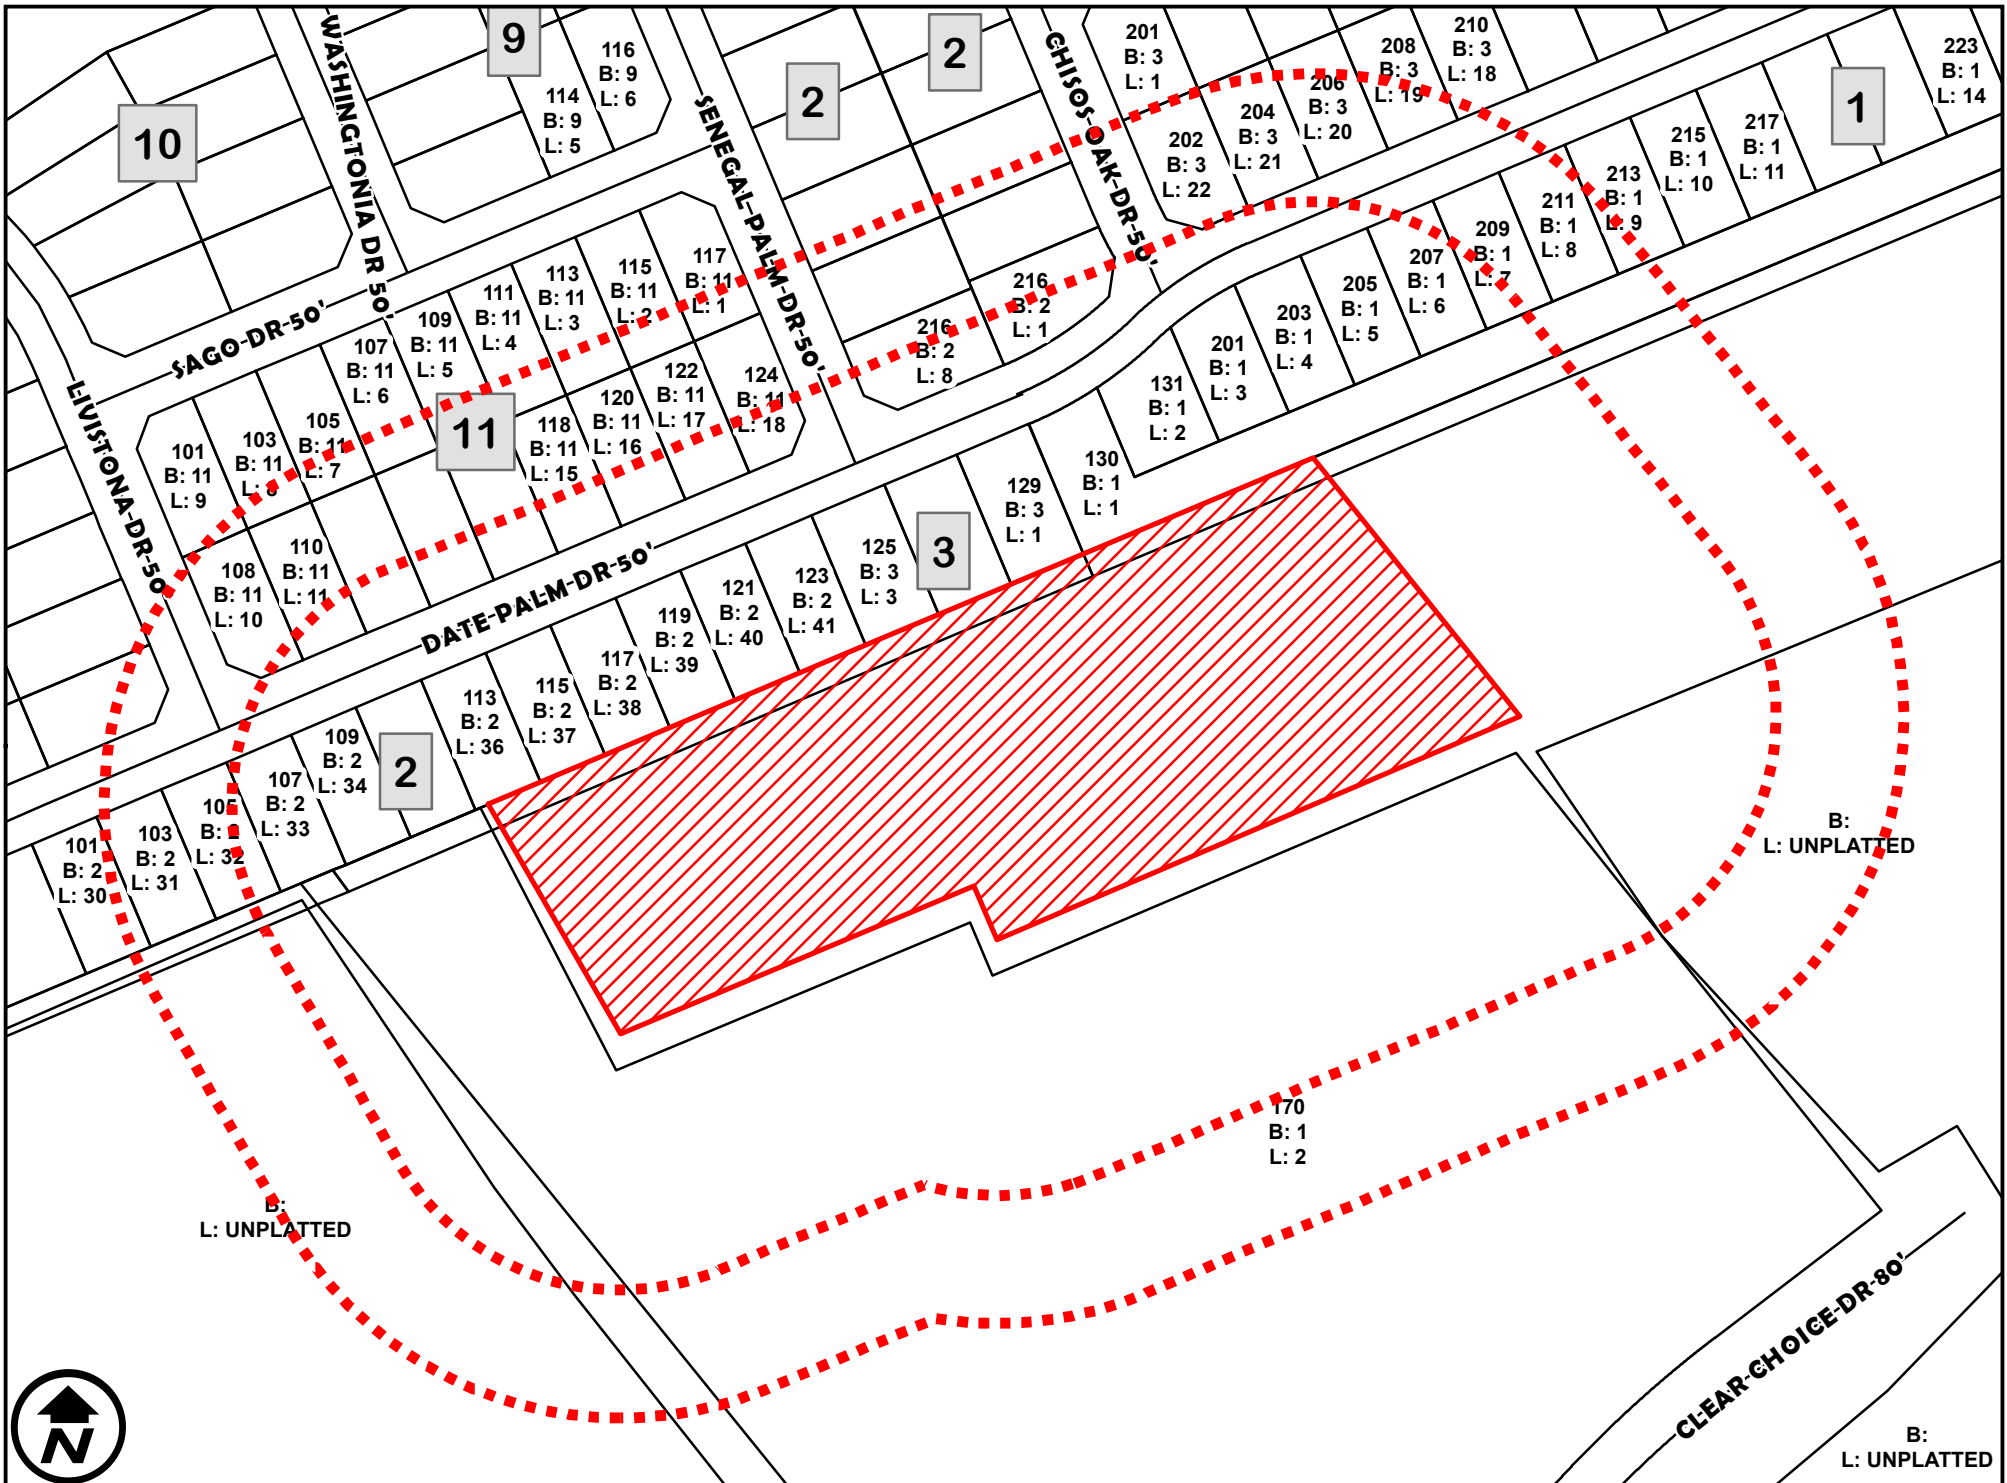 9
2
2
10
1
11
3
2
WASHINGTONIA DR 50'
SENEGAL-PALM-DR-50'
CHISOS-OAK-DR-50'
SAGO-DR-50'
LIVISTONA-DR-50'
DATE-PALM-DR-50'
CLEAR-CHOICE-DR-80'
116
B: 9
L: 6
114
B: 9
L: 5
201
B: 3
L: 1
210
B: 3
L: 18
208
B: 3
L: 19
206
B: 3
L: 20
204
B: 3
L: 21
202
B: 3
L: 22
223
B: 1
L: 14
217
B: 1
L: 11
215
B: 1
L: 10
213
B: 1
L: 9
211
B: 1
L: 8
209
B: 1
L: 7
207
B: 1
L: 6
205
B: 1
L: 5
203
B: 1
L: 4
201
B: 1
L: 3
131
B: 1
L: 2
130
B: 1
L: 1
129
B: 3
L: 1
125
B: 3
L: 3
123
B: 2
L: 41
121
B: 2
L: 40
119
B: 2
L: 39
117
B: 2
L: 38
115
B: 2
L: 37
113
B: 2
L: 36
109
B: 2
L: 34
107
B: 2
L: 33
105
B: 2
L: 32
103
B: 2
L: 31
101
B: 2
L: 30
216
B: 2
L: 1
216
B: 2
L: 8
117
B: 11
L: 1
115
B: 11
L: 2
113
B: 11
L: 3
111
B: 11
L: 4
109
B: 11
L: 5
107
B: 11
L: 6
105
B: 11
L: 7
103
B: 11
L: 8
101
B: 11
L: 9
108
B: 11
L: 10
110
B: 11
L: 11
118
B: 11
L: 15
120
B: 11
L: 16
122
B: 11
L: 17
124
B: 11
L: 18
B:
L: UNPLATTED
170
B: 1
L: 2
B:
L: UNPLATTED
B:
L: UNPLATTED
N